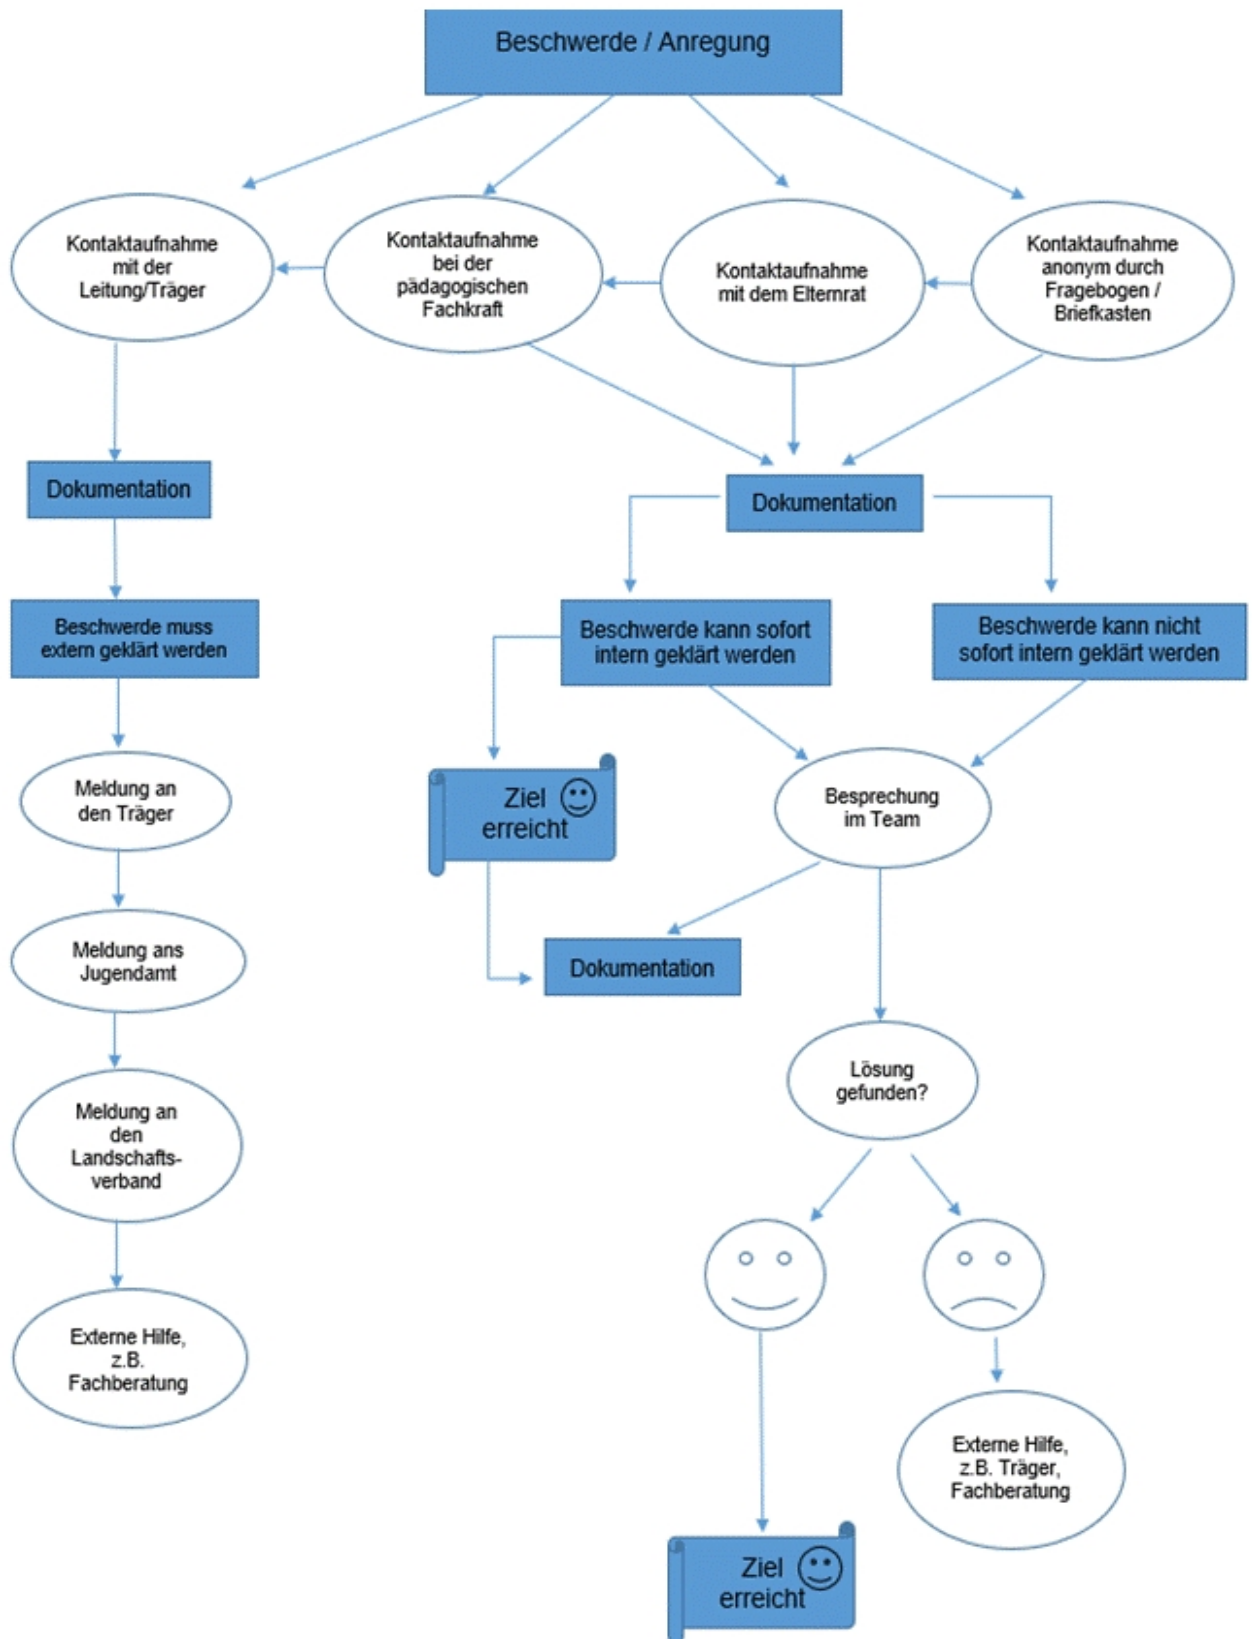 Beschwerde / Anregung
Kontaktaufnahme
mit der
Leitung/Träger
Kontaktaufnahme
bei der
pädagogischen
Fachkraft
Kontaktaufnahme
mit dem Elternrat
Kontaktaufnahme
anonym durch
Fragebogen /
Briefkasten
Dokumentation
Dokumentation
Beschwerde muss
extern geklärt werden
Beschwerde kann sofort
intern geklärt werden
Beschwerde kann nicht
sofort intern geklärt werden
Meldung an
den Träger
Ziel
erreicht
Besprechung
im Team
Meldung ans
Jugendamt
Dokumentation
Lösung
gefunden?
Meldung an
den
Landschafts-
verband
Externe Hilfe,
z.B.
Fachberatung
Externe Hilfe,
z.B. Träger,
Fachberatung
Ziel
erreicht